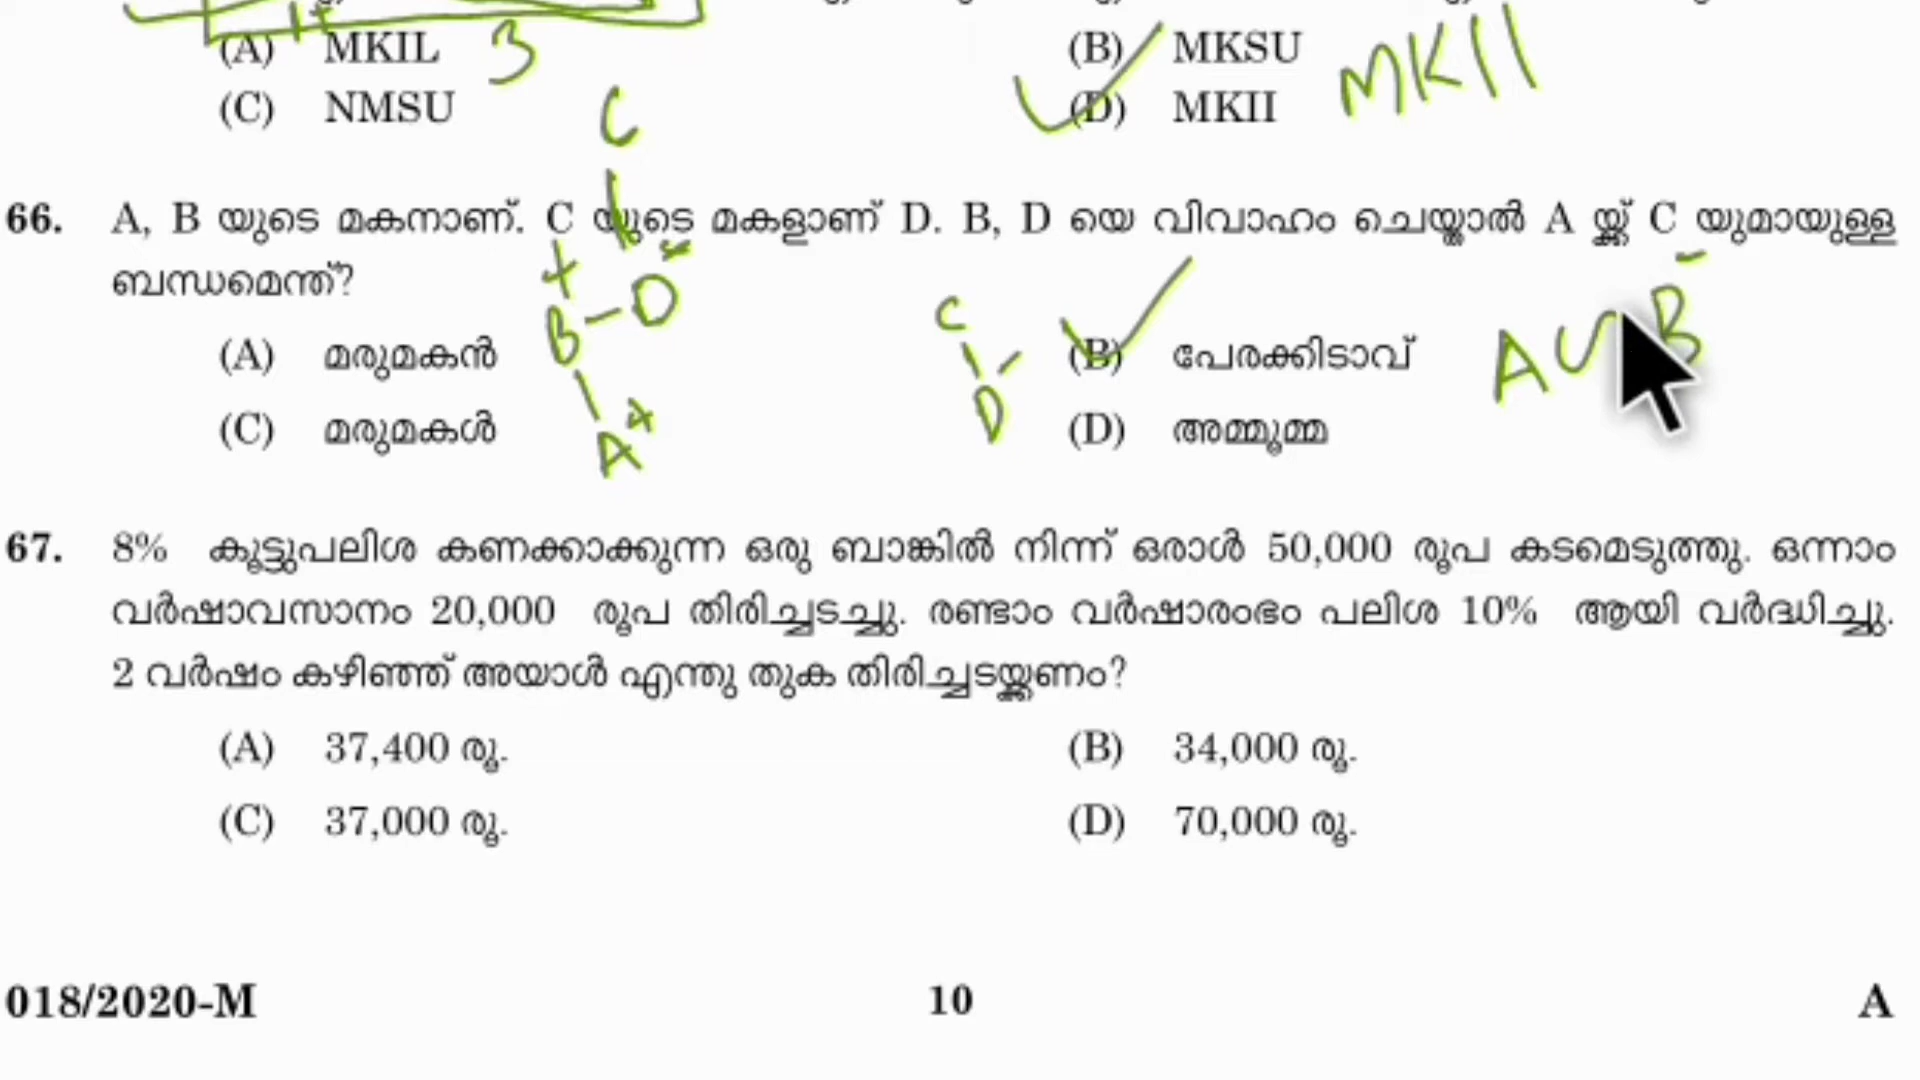 (A) MKIL 3 (B) MKSU
(C) NMSU (D) MKII MKII
C
66. A, B യുടെ മകനാണ്. C യുടെ മകളാണ് D. B, D യെ വിവാഹം ചെയ്താൽ A യ്ക്ക് C യുമായുള്ള
ബന്ധമെന്ത്?
B - D
C
A B
(A) മരുമകൻ (B) പേരക്കിടാവ്
D
(C) മരുമകൾ (D) അമ്മൂമ്മ
A+
67. 8% കൂട്ടുപലിശ കണക്കാക്കുന്ന ഒരു ബാങ്കിൽ നിന്ന് ഒരാൾ 50,000 രൂപ കടമെടുത്തു. ഒന്നാം
വർഷാവസാനം 20,000 രൂപ തിരിച്ചടച്ചു. രണ്ടാം വർഷാരംഭം പലിശ 10% ആയി വർദ്ധിച്ചു.
2 വർഷം കഴിഞ്ഞ് അയാൾ എന്തു തുക തിരിച്ചടയ്ക്കണം?
(A) 37,400 രൂ. (B) 34,000 രൂ.
(C) 37,000 രൂ. (D) 70,000 രൂ.
018/2020-M 10 A